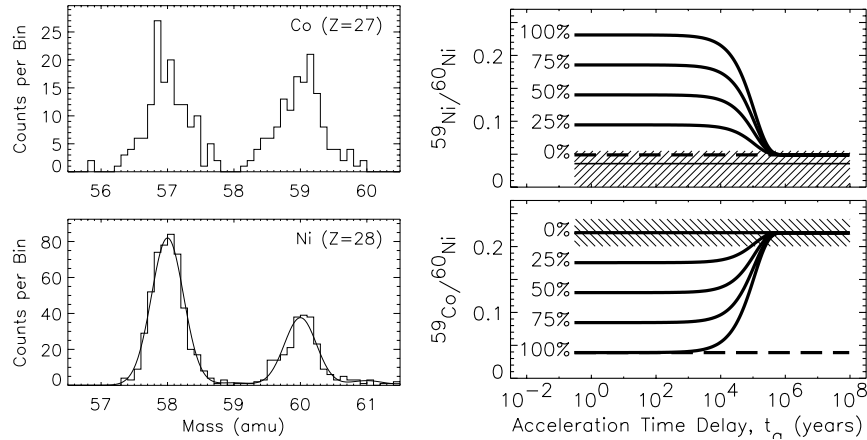 Co (Z=27)
Counts per Bin
30
25
20
15
10
5
0
56 57 58 59 60
Ni (Z=28)
Counts per Bin
80
60
40
20
0
57 58 59 60 61
Mass (amu)
59Ni/60Ni
0.2
0.1
0
100%
75%
50%
25%
0%
59Co/60Ni
0.2
0.1
0
0%
25%
50%
75%
100%
10⁻² 10⁰ 10² 10⁴ 10⁶ 10⁸
Acceleration Time Delay, tₐ (years)